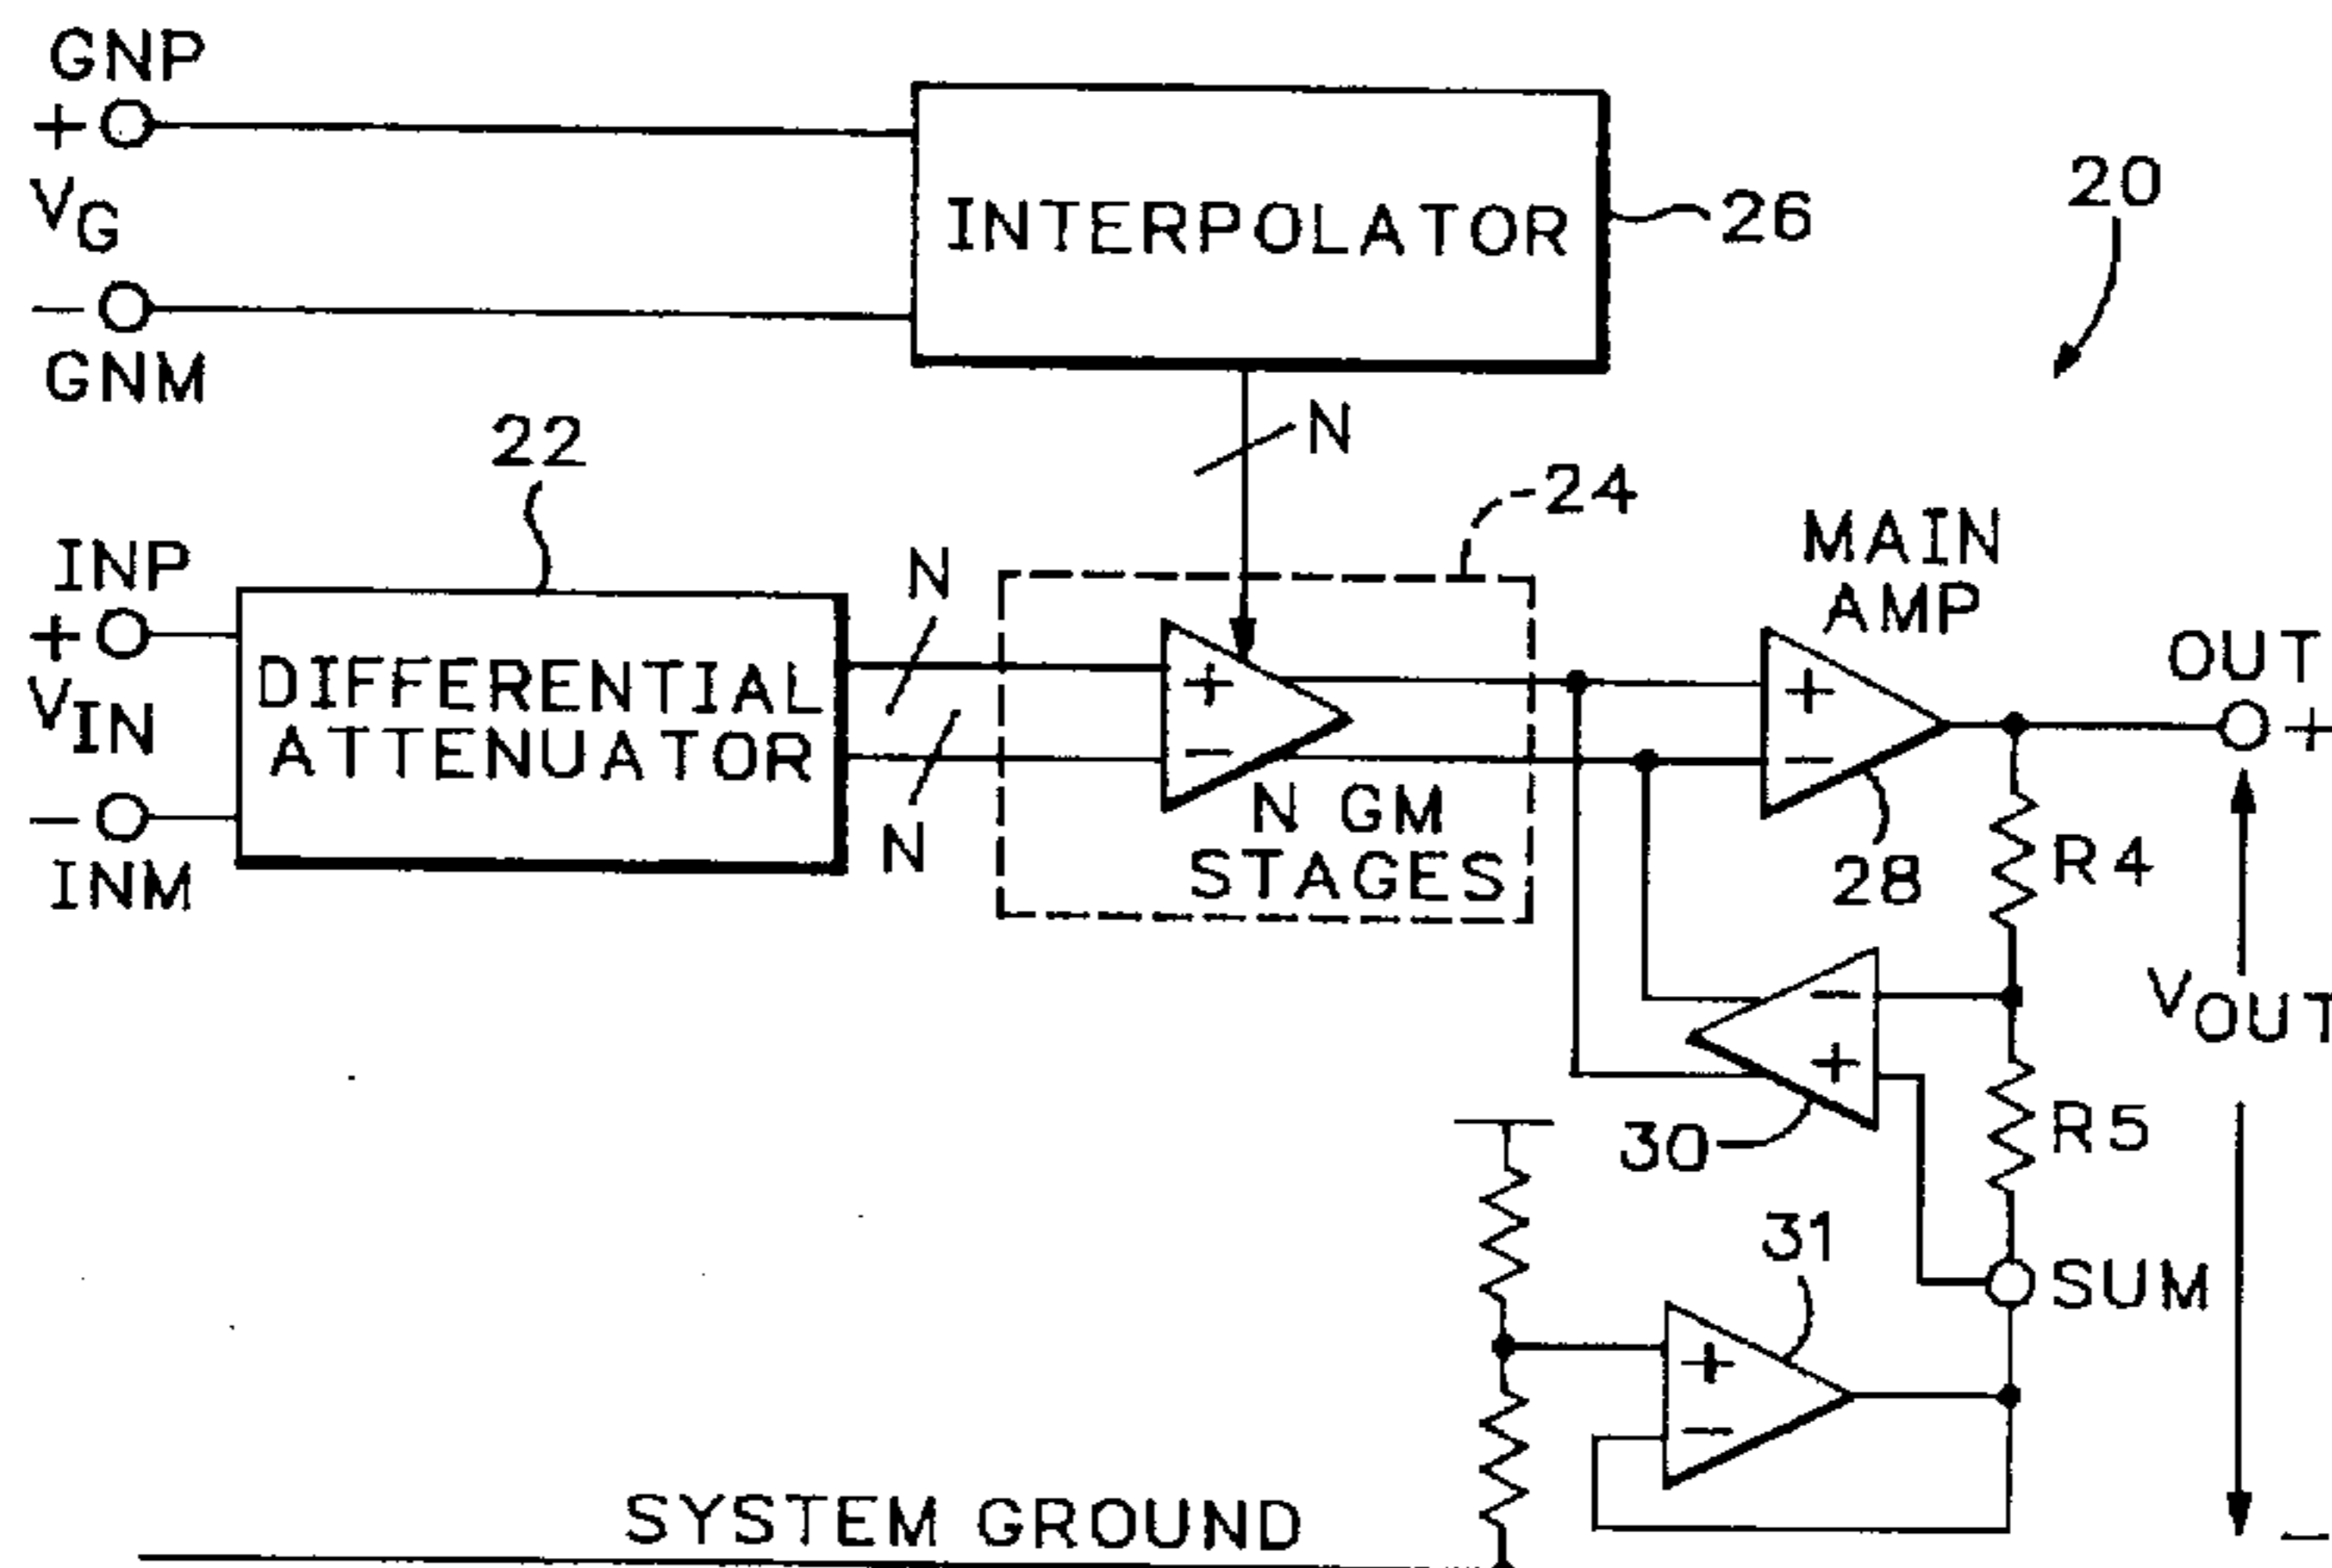 GNP
+
VG
−
GNM
INTERPOLATOR
26
20
N
22
24
INP
+
VIN
−
INM
DIFFERENTIAL
ATTENUATOR
N
N
+
−
N GM
STAGES
MAIN
AMP
+
−
28
OUT
+
R4
VOUT
−
+
30
R5
31
SUM
+
−
SYSTEM GROUND
−